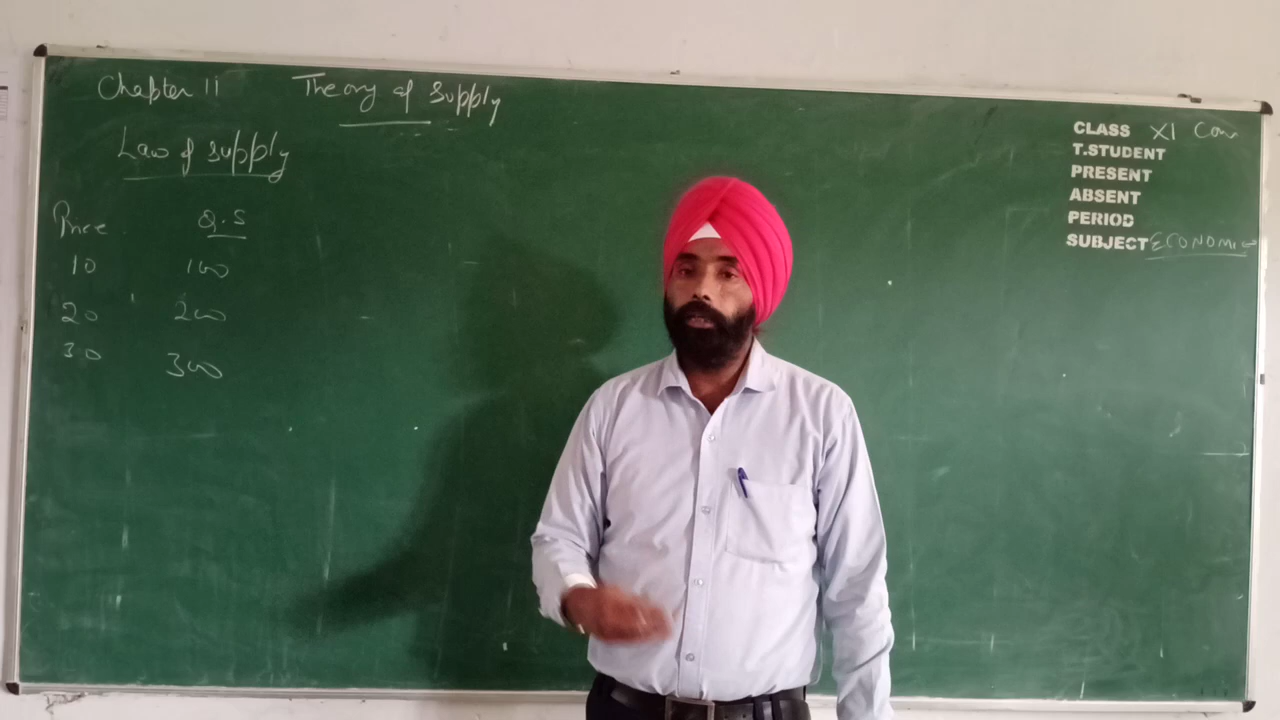 Chapter 11 Theory of Supply
Law of Supply
Price Q.S
10 100
20 200
30 300
CLASS XI Com
T.STUDENT
PRESENT
ABSENT
PERIOD
SUBJECT ECONOMICS